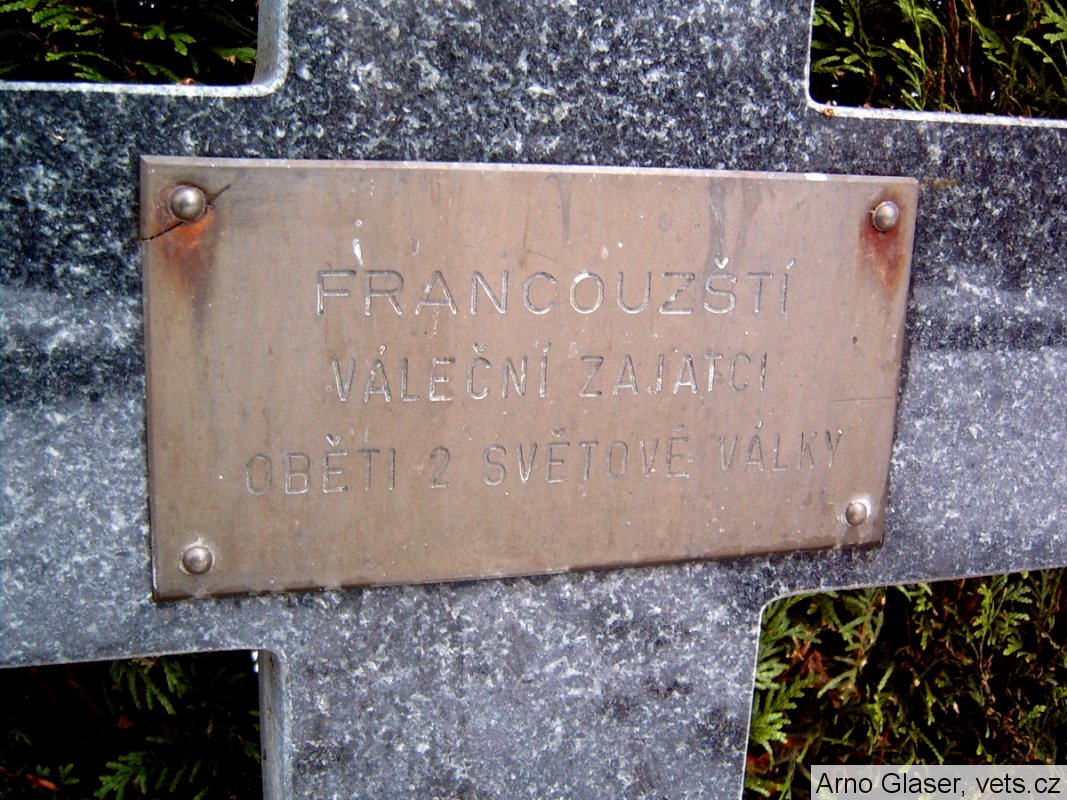 FRANCOUZŠTÍ
VÁLEČNÍ ZAJATCI
OBĚTI 2 SVĚTOVÉ VÁLKY
Arno Glaser, vets.cz